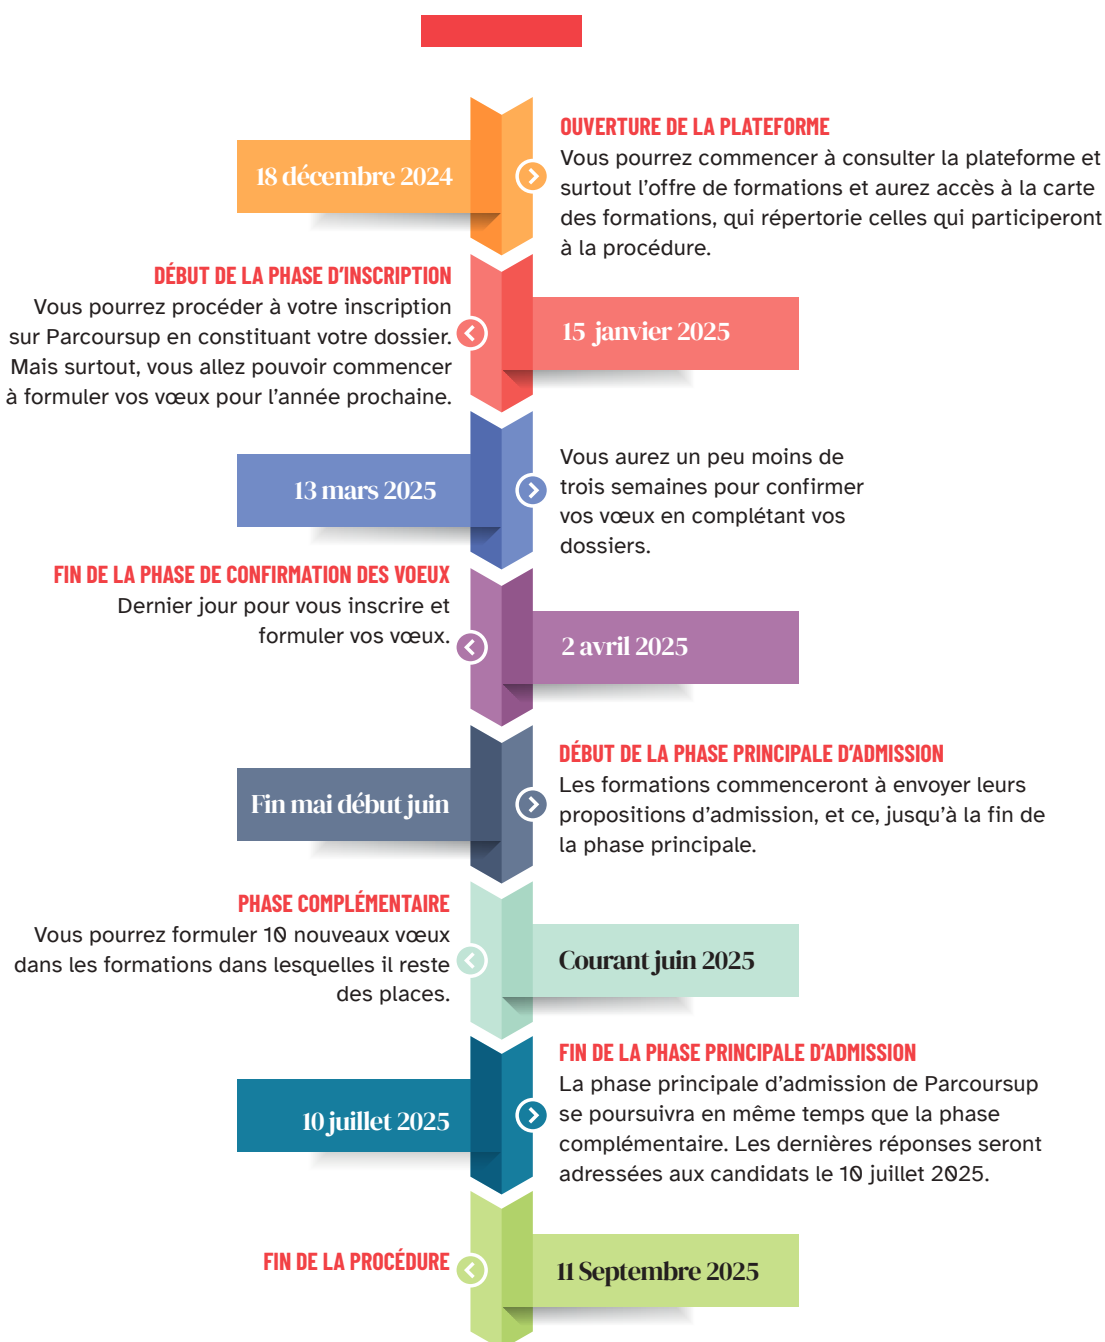 18 décembre 2024
OUVERTURE DE LA PLATEFORME
Vous pourrez commencer à consulter la plateforme et
surtout l’offre de formations et aurez accès à la carte
des formations, qui répertorie celles qui participeront
à la procédure.
DÉBUT DE LA PHASE D’INSCRIPTION
Vous pourrez procéder à votre inscription
sur Parcoursup en constituant votre dossier.
Mais surtout, vous allez pouvoir commencer
à formuler vos vœux pour l’année prochaine.
15 janvier 2025
13 mars 2025
Vous aurez un peu moins de
trois semaines pour confirmer
vos vœux en complétant vos
dossiers.
FIN DE LA PHASE DE CONFIRMATION DES VOEUX
Dernier jour pour vous inscrire et
formuler vos vœux.
2 avril 2025
Fin mai début juin
DÉBUT DE LA PHASE PRINCIPALE D’ADMISSION
Les formations commenceront à envoyer leurs
propositions d’admission, et ce, jusqu’à la fin de
la phase principale.
PHASE COMPLÉMENTAIRE
Vous pourrez formuler 10 nouveaux vœux
dans les formations dans lesquelles il reste
des places.
Courant juin 2025
10 juillet 2025
FIN DE LA PHASE PRINCIPALE D’ADMISSION
La phase principale d’admission de Parcoursup
se poursuivra en même temps que la phase
complémentaire. Les dernières réponses seront
adressées aux candidats le 10 juillet 2025.
FIN DE LA PROCÉDURE
11 Septembre 2025